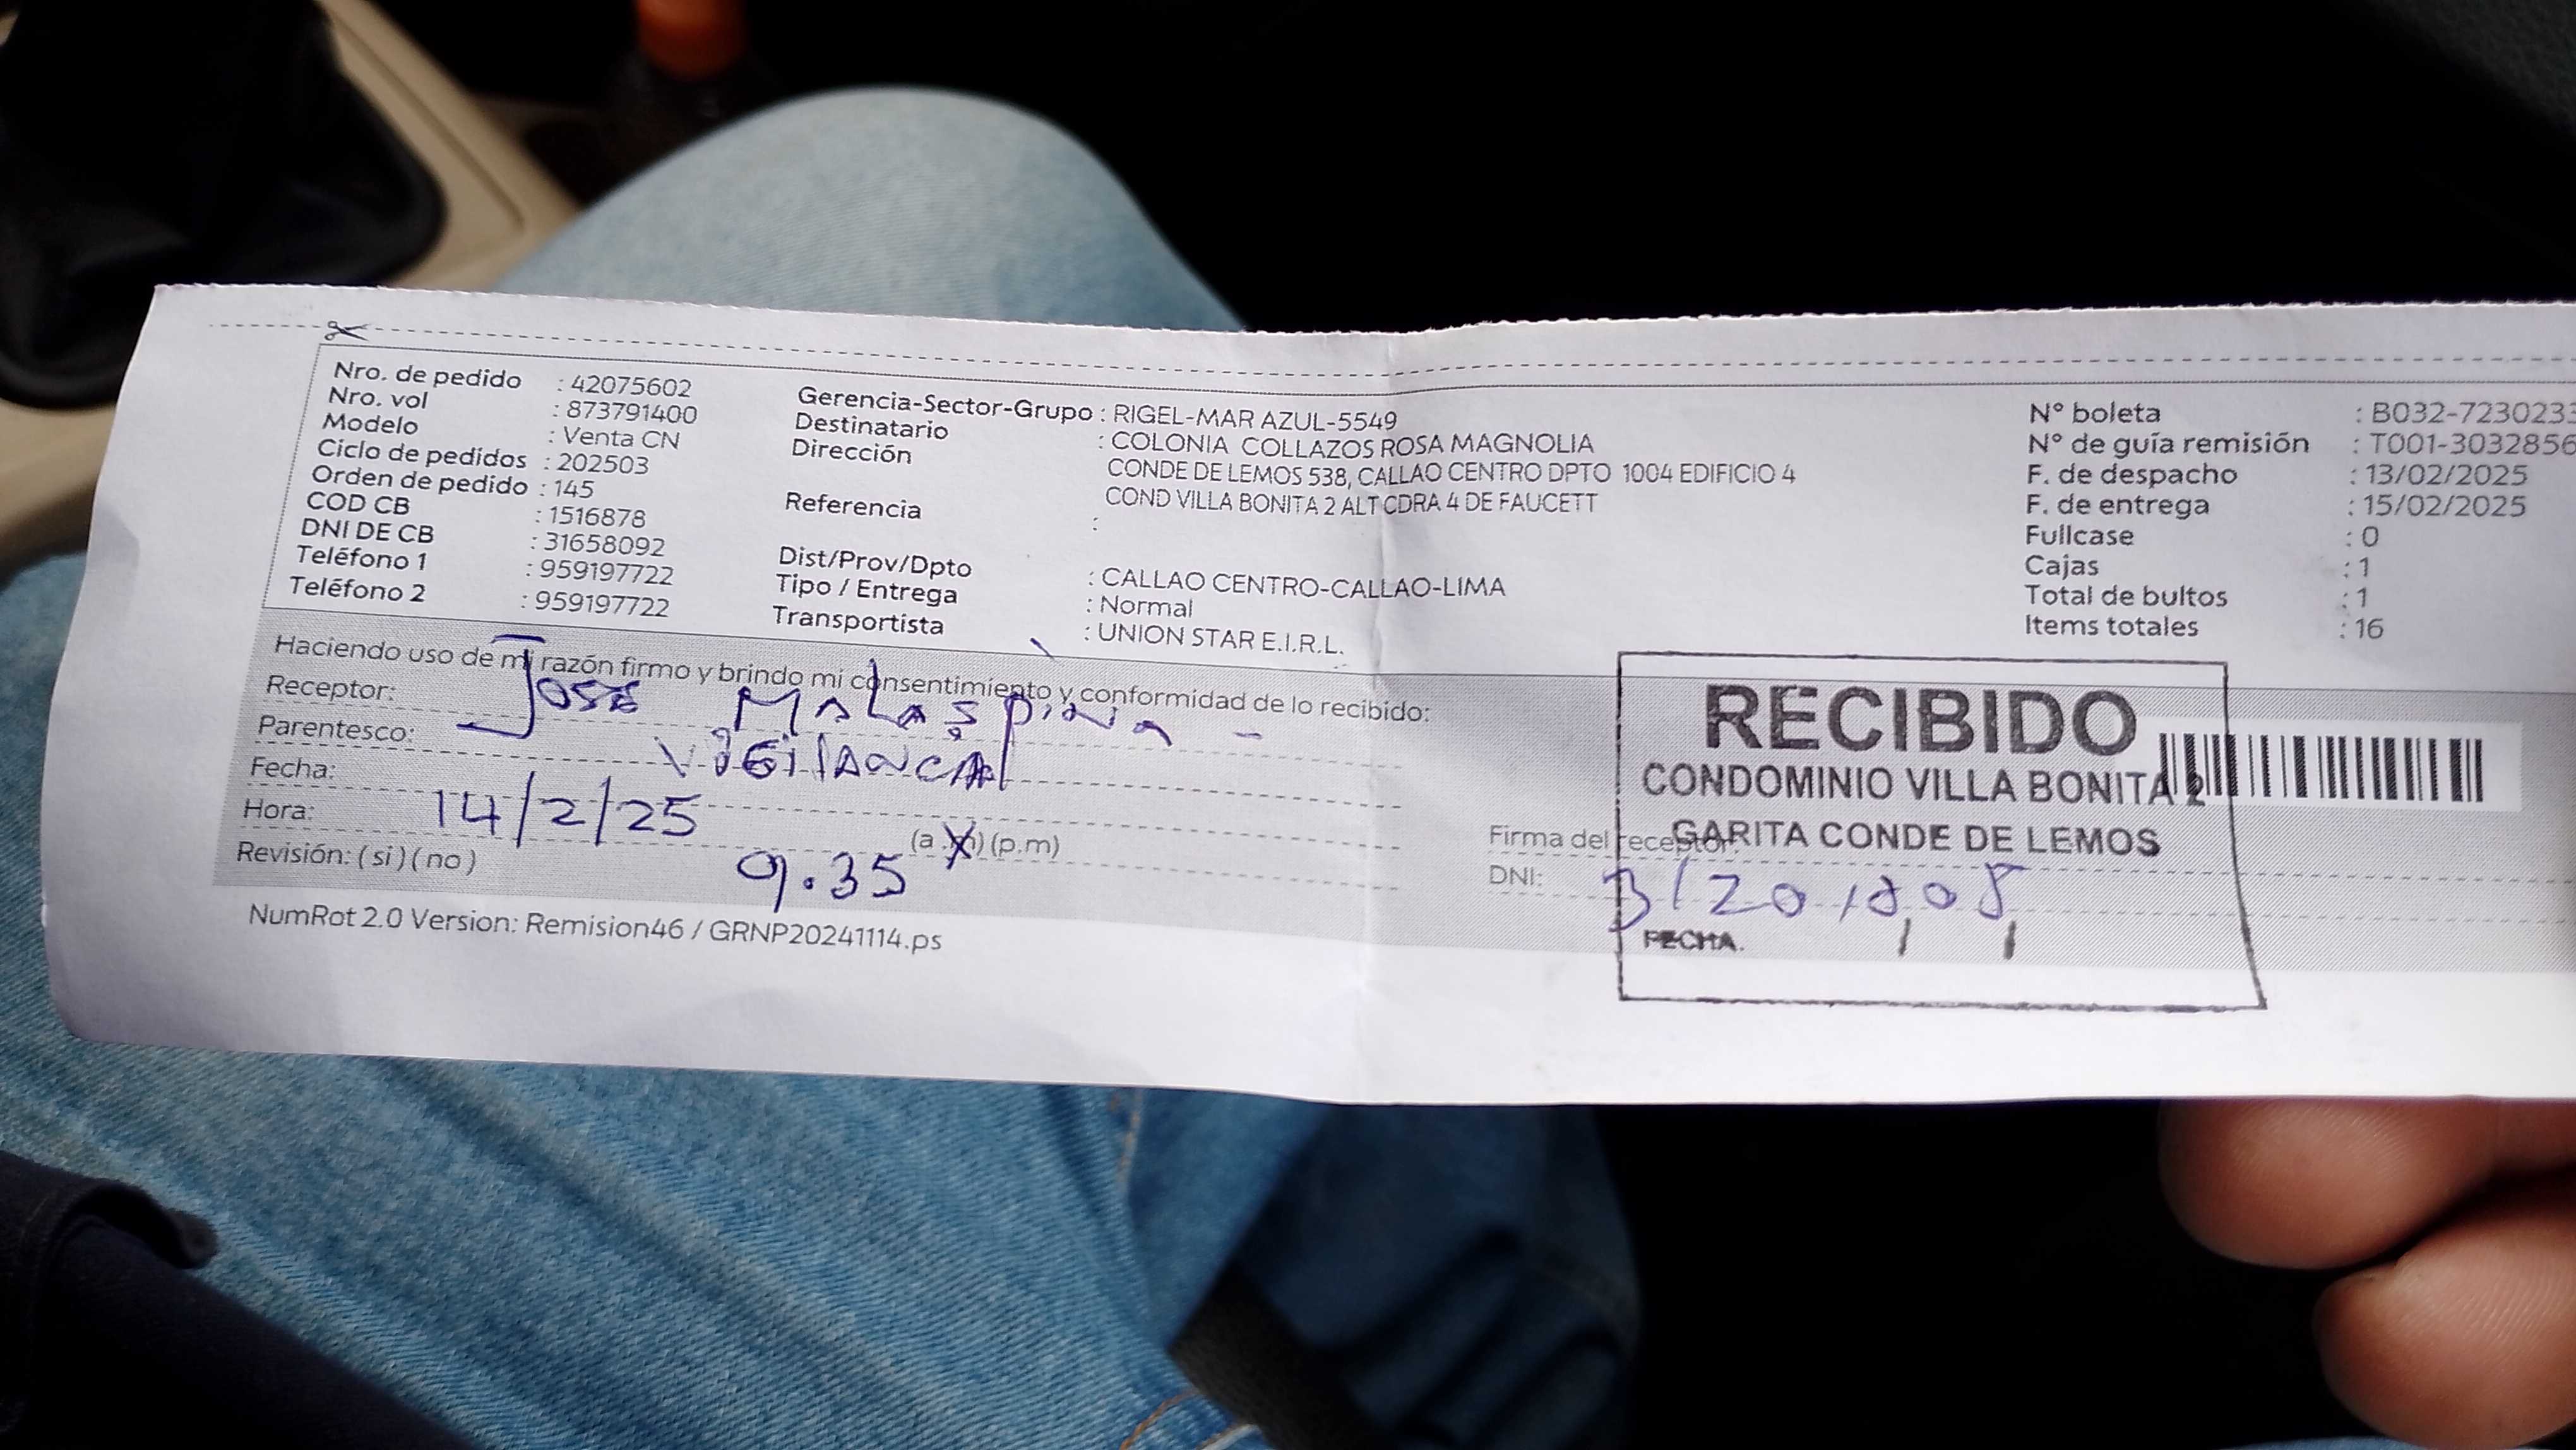 Nro. de pedido : 42075602
Nro. vol : 873791400
Modelo : Venta CN
Ciclo de pedidos : 202503
Orden de pedido : 145
COD CB : 1516878
DNI DE CB : 31658092
Teléfono 1 : 959197722
Teléfono 2 : 959197722
Gerencia-Sector-Grupo : RIGEL-MAR AZUL-5549
Destinatario : COLONIA COLLAZOS ROSA MAGNOLIA
Dirección CONDE DE LEMOS 538, CALLAO CENTRO DPTO 1004 EDIFICIO 4
COND VILLA BONITA 2 ALT CDRA 4 DE FAUCETT
Referencia :
Dist/Prov/Dpto : CALLAO CENTRO-CALLAO-LIMA
Tipo / Entrega : Normal
Transportista : UNION STAR E.I.R.L.
N° boleta : B032-7230233
N° de guía remisión : T001-3032856
F. de despacho : 13/02/2025
F. de entrega : 15/02/2025
Fullcase : 0
Cajas : 1
Total de bultos : 1
Items totales : 16
Haciendo uso de mi razón firmo y brindo mi consentimiento y conformidad de lo recibido:
Receptor: José Malaspina
Parentesco: VIGILANCIA
Fecha: 14/2/25
Hora: 9.35 (a.m) (p.m)
Revisión: (si) (no)
RECIBIDO
CONDOMINIO VILLA BONITA 2
GARITA CONDE DE LEMOS
FECHA.
Firma del receptor:
DNI:
NumRot 2.0 Version: Remision46 / GRNP20241114.ps